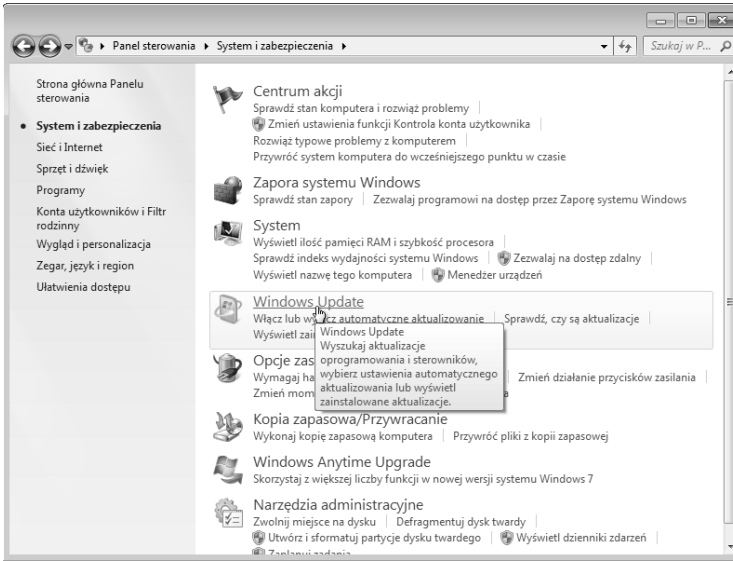 Panel sterowania ▸ System i zabezpieczenia ▸
Szukaj w P...
Strona główna Panelu
sterowania
System i zabezpieczenia
Sieć i Internet
Sprzęt i dźwięk
Programy
Konta użytkowników i Filtr
rodzinny
Wygląd i personalizacja
Zegar, język i region
Ułatwienia dostępu
Centrum akcji
Sprawdź stan komputera i rozwiąż problemy
Zmień ustawienia funkcji Kontrola konta użytkownika
Rozwiąż typowe problemy z komputerem
Przywróć system komputera do wcześniejszego punktu w czasie
Zapora systemu Windows
Sprawdź stan zapory Zezwalaj programowi na dostęp przez Zaporę systemu Windows
System
Wyświetl ilość pamięci RAM i szybkość procesora
Sprawdź indeks wydajności systemu Windows Zezwalaj na dostęp zdalny
Wyświetl nazwę tego komputera Menedżer urządzeń
Windows Update
Włącz lub automatyczne aktualizowanie Sprawdź, czy są aktualizacje
Wyświetl
Windows Update
Wyszukaj aktualizacje
oprogramowania i sterowników,
wybierz ustawienia automatycznego
aktualizowania lub wyświetl
zainstalowane aktualizacje.
Opcje
Wymagaj Zmień działanie przycisków zasilania
Zmień
Kopia zapasowa/Przywracanie
Wykonaj kopię zapasową komputera Przywróć pliki z kopii zapasowej
Windows Anytime Upgrade
Skorzystaj z większej liczby funkcji w nowej wersji systemu Windows 7
Narzędzia administracyjne
Zwolnij miejsce na dysku Defragmentuj dysk twardy
Utwórz i sformatuj partycje dysku twardego Wyświetl dzienniki zdarzeń
Zaplanuj zadania